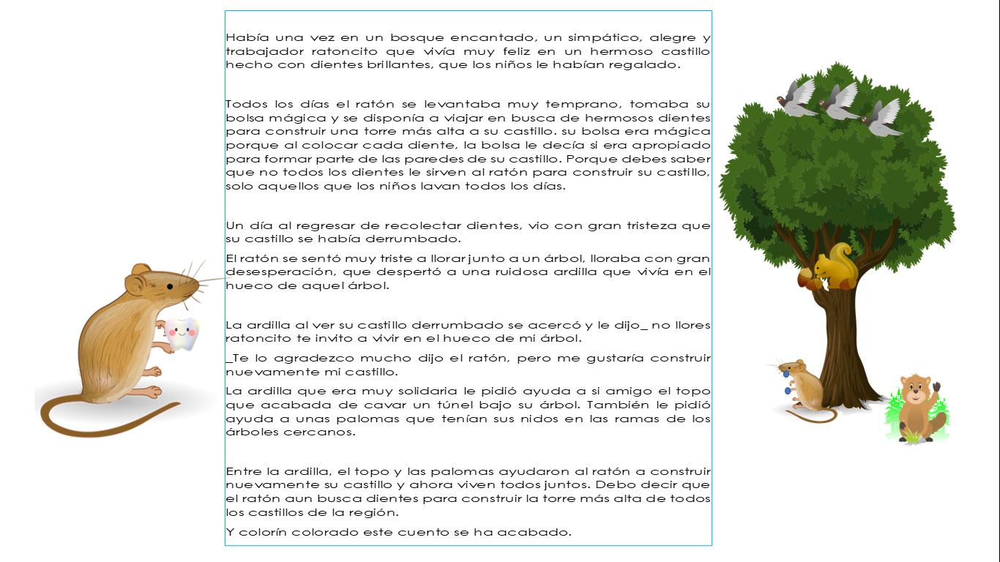 Había una vez en un bosque encantado, un simpático, alegre y
trabajador ratoncito que vivía muy feliz en un hermoso castillo
hecho con dientes brillantes, que los niños le habían regalado.
Todos los días el ratón se levantaba muy temprano, tomaba su
bolsa mágica y se disponía a viajar en busca de hermosos dientes
para construir una torre más alta a su castillo. su bolsa era mágica
porque al colocar cada diente, la bolsa le decía si era apropiado
para formar parte de las paredes de su castillo. Porque debes saber
que no todos los dientes le sirven al ratón para construir su castillo,
solo aquellos que los niños lavan todos los días.
Un día al regresar de recolectar dientes, vio con gran tristeza que
su castillo se había derrumbado.
El ratón se sentó muy triste a llorar junto a un árbol, lloraba con gran
desesperación, que despertó a una ruidosa ardilla que vivía en el
hueco de aquel árbol.
La ardilla al ver su castillo derrumbado se acercó y le dijo_ no llores
ratoncito te invito a vivir en el hueco de mi árbol.
_Te lo agradezco mucho dijo el ratón, pero me gustaría construir
nuevamente mi castillo.
La ardilla que era muy solidaria le pidió ayuda a si amigo el topo
que acabada de cavar un túnel bajo su árbol. También le pidió
ayuda a unas palomas que tenían sus nidos en las ramas de los
árboles cercanos.
Entre la ardilla, el topo y las palomas ayudaron al ratón a construir
nuevamente su castillo y ahora viven todos juntos. Debo decir que
el ratón aun busca dientes para construir la torre más alta de todos
los castillos de la región.
Y colorín colorado este cuento se ha acabado.